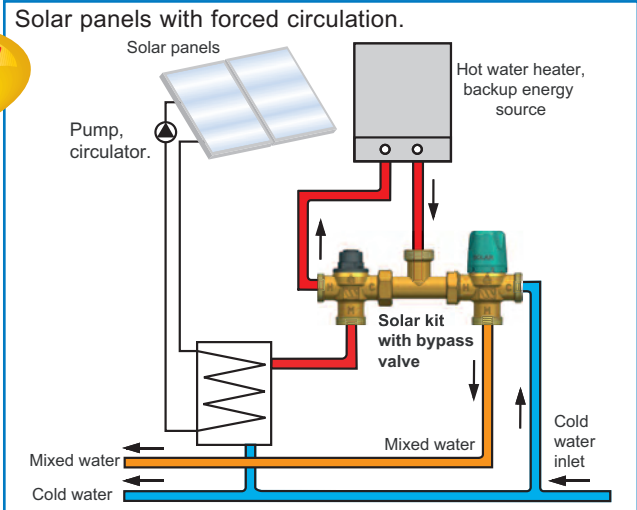 Solar panels with forced circulation.
Solar panels
Hot water heater,
backup energy
source
Pump,
circulator.
SOLAR
H
C
H
C
M
M
Solar kit
with bypass
valve
Cold
water
inlet
Mixed water
Mixed water
Cold water